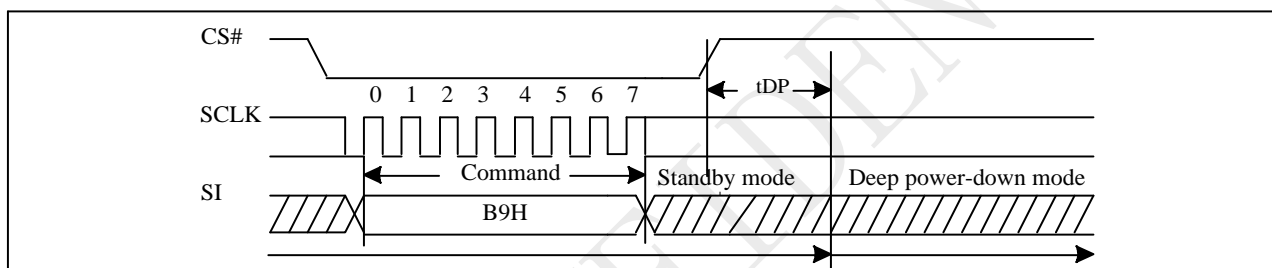 CS#
tDP
0 1 2 3 4 5 6 7
SCLK
Command
Standby mode Deep power-down mode
SI
B9H